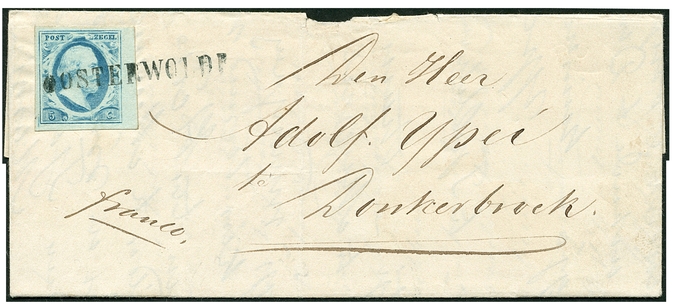 POST ZEGEL
5 C
OOSTERWOLDE
Den Heer
Adolf. Ypei
te
Donkerbroek.
franco,